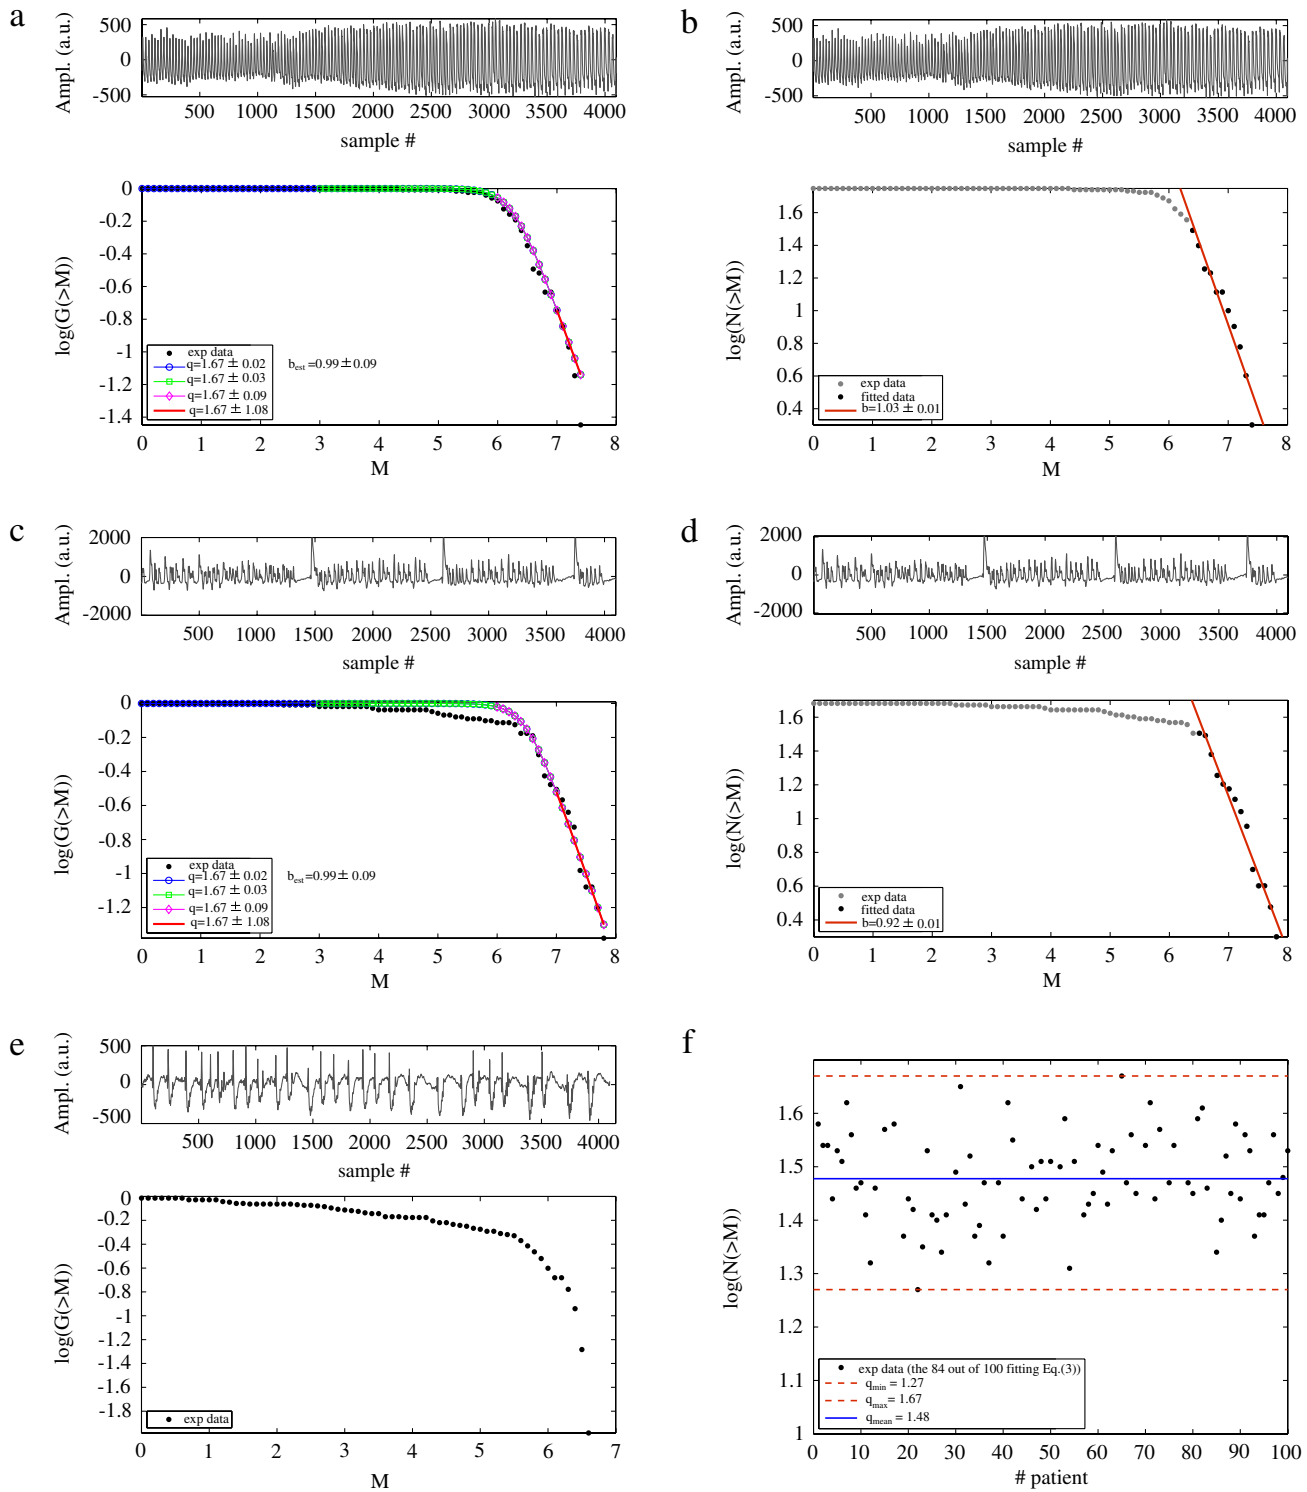 a
Ampl. (a.u.)
500
0
-500
500 1000 1500 2000 2500 3000 3500 4000
sample #
log(G(>M))
0
-0.2
-0.4
-0.6
-0.8
-1
-1.2
-1.4
exp data
q=1.67 ± 0.02
q=1.67 ± 0.03
q=1.67 ± 0.09
q=1.67 ± 1.08
b_est=0.99±0.09
0 1 2 3 4 5 6 7 8
M
b
Ampl. (a.u.)
500
0
-500
500 1000 1500 2000 2500 3000 3500 4000
sample #
log(N(>M))
1.6
1.4
1.2
1
0.8
0.6
0.4
exp data
fitted data
b=1.03 ± 0.01
0 1 2 3 4 5 6 7 8
M
c
Ampl. (a.u.)
2000
0
-2000
500 1000 1500 2000 2500 3000 3500 4000
sample #
log(G(>M))
0
-0.2
-0.4
-0.6
-0.8
-1
-1.2
exp data
q=1.67 ± 0.02
q=1.67 ± 0.03
q=1.67 ± 0.09
q=1.67 ± 1.08
b_est=0.99±0.09
0 1 2 3 4 5 6 7 8
M
d
Ampl. (a.u.)
2000
0
-2000
500 1000 1500 2000 2500 3000 3500 4000
sample #
log(N(>M))
1.6
1.4
1.2
1
0.8
0.6
0.4
exp data
fitted data
b=0.92 ± 0.01
0 1 2 3 4 5 6 7 8
M
e
Ampl. (a.u.)
500
0
-500
500 1000 1500 2000 2500 3000 3500 4000
sample #
log(G(>M))
0
-0.2
-0.4
-0.6
-0.8
-1
-1.2
-1.4
-1.6
-1.8
exp data
0 1 2 3 4 5 6 7
M
f
log(N(>M))
1.6
1.5
1.4
1.3
1.2
1.1
1
exp data (the 84 out of 100 fitting Eq.(3))
q_min = 1.27
q_max = 1.67
q_mean = 1.48
0 10 20 30 40 50 60 70 80 90 100
# patient